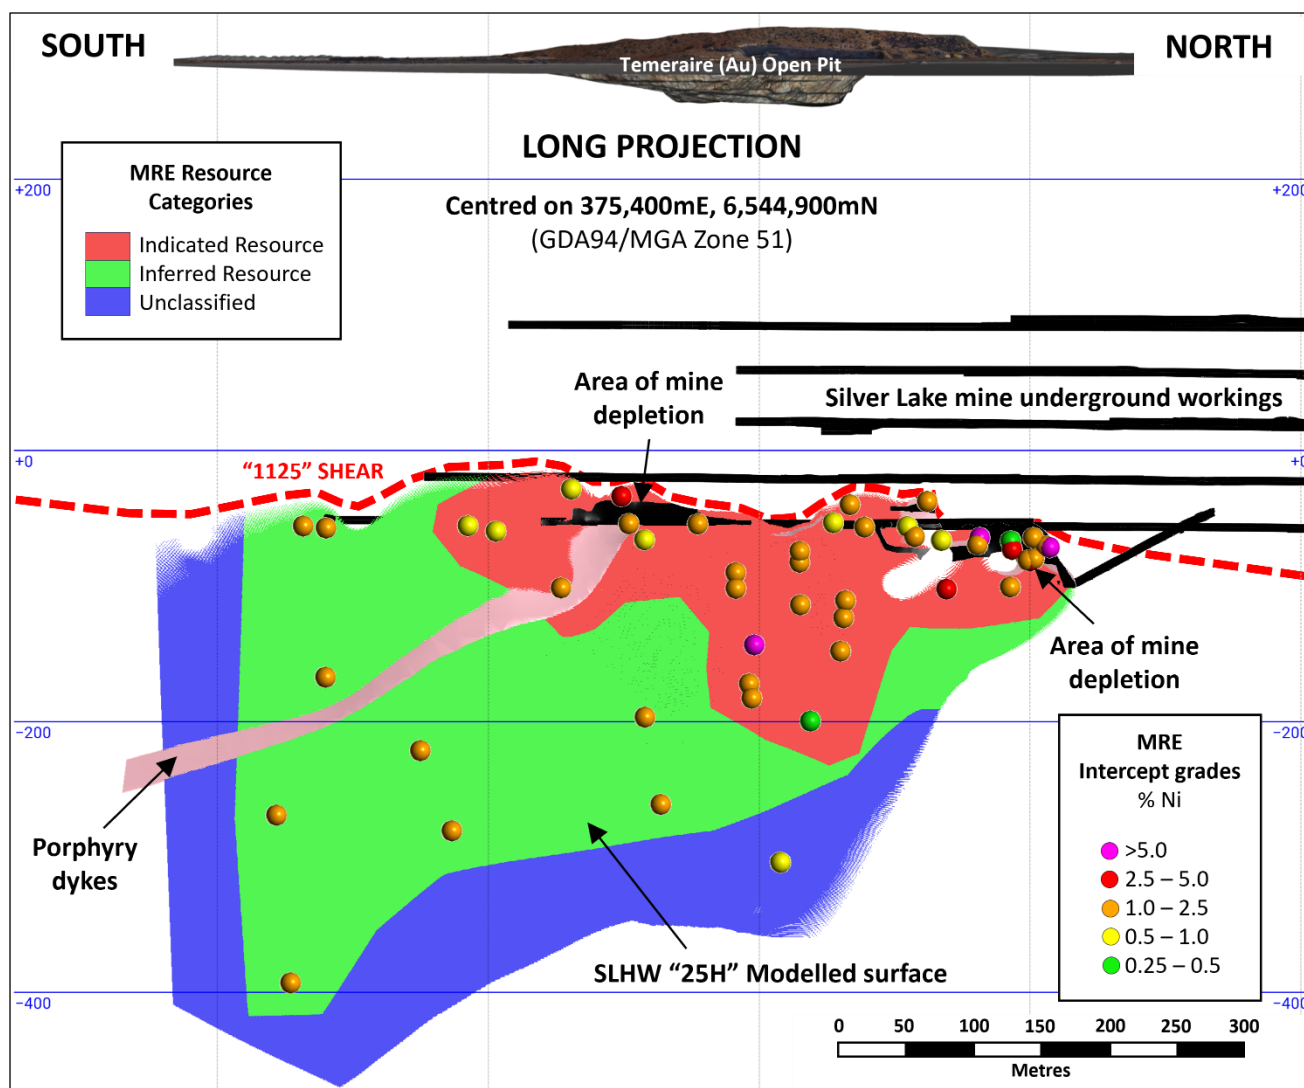 SOUTH
NORTH
Temeraire (Au) Open Pit
LONG PROJECTION
Centred on 375,400mE, 6,544,900mN
(GDA94/MGA Zone 51)
MRE Resource
Categories
Indicated Resource
Inferred Resource
Unclassified
+200
+200
Area of mine
depletion
Silver Lake mine underground workings
+0
+0
“1125” SHEAR
Area of mine
depletion
−200
−200
Porphyry
dykes
SLHW “25H” Modelled surface
−400
−400
MRE
Intercept grades
% Ni
>5.0
2.5 – 5.0
1.0 – 2.5
0.5 – 1.0
0.25 – 0.5
0 50 100 150 200 250 300
Metres